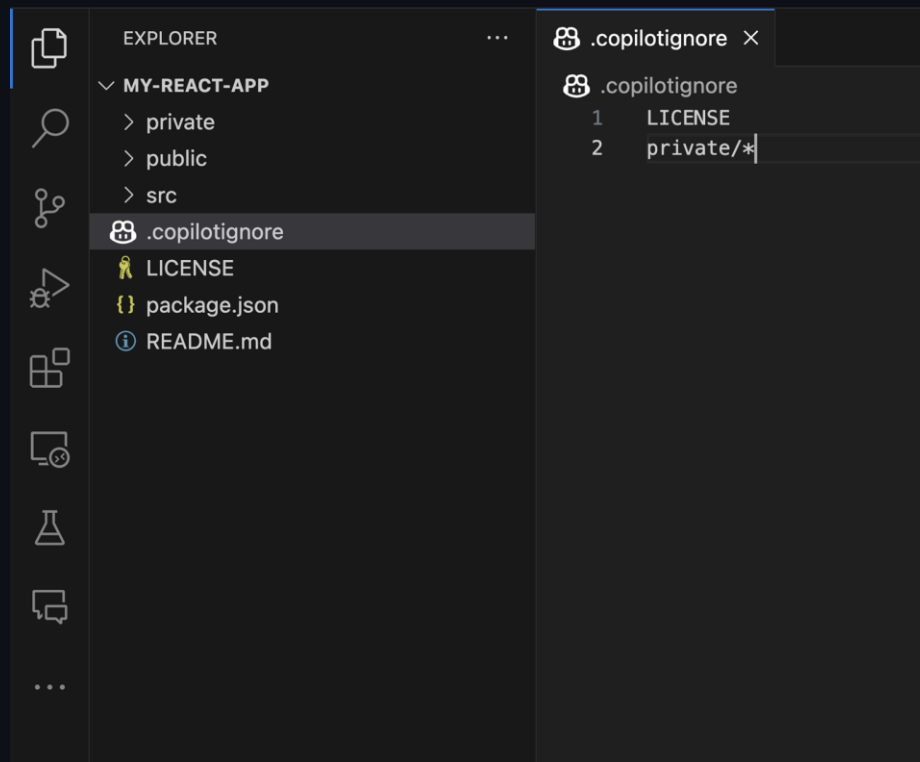 EXPLORER
MY-REACT-APP
private
public
src
.copilotignore
LICENSE
package.json
README.md
.copilotignore
.copilotignore
1 LICENSE
2 private/*